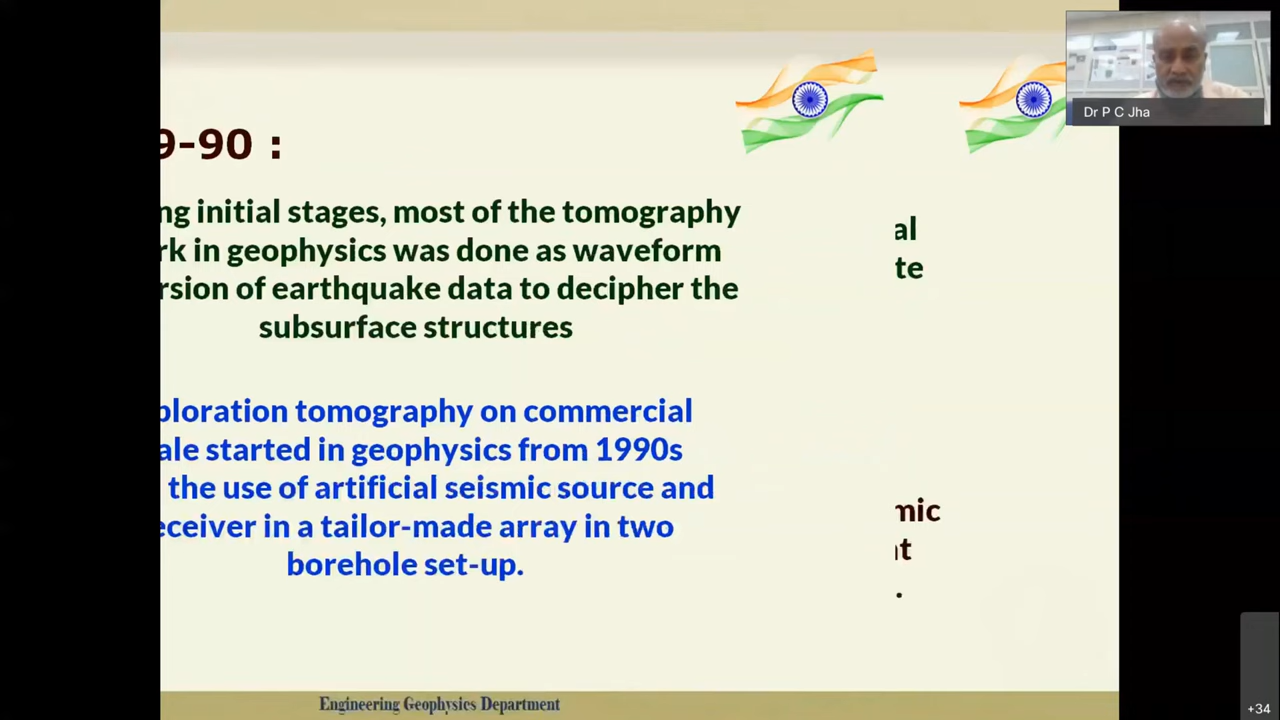 9-90 :
ng initial stages, most of the tomography
rk in geophysics was done as waveform
rsion of earthquake data to decipher the
subsurface structures
ploration tomography on commercial
ale started in geophysics from 1990s
the use of artificial seismic source and
eceiver in a tailor-made array in two
borehole set-up.
al
te
mic
nt
.
Engineering Geophysics Department
Dr P C Jha
+34